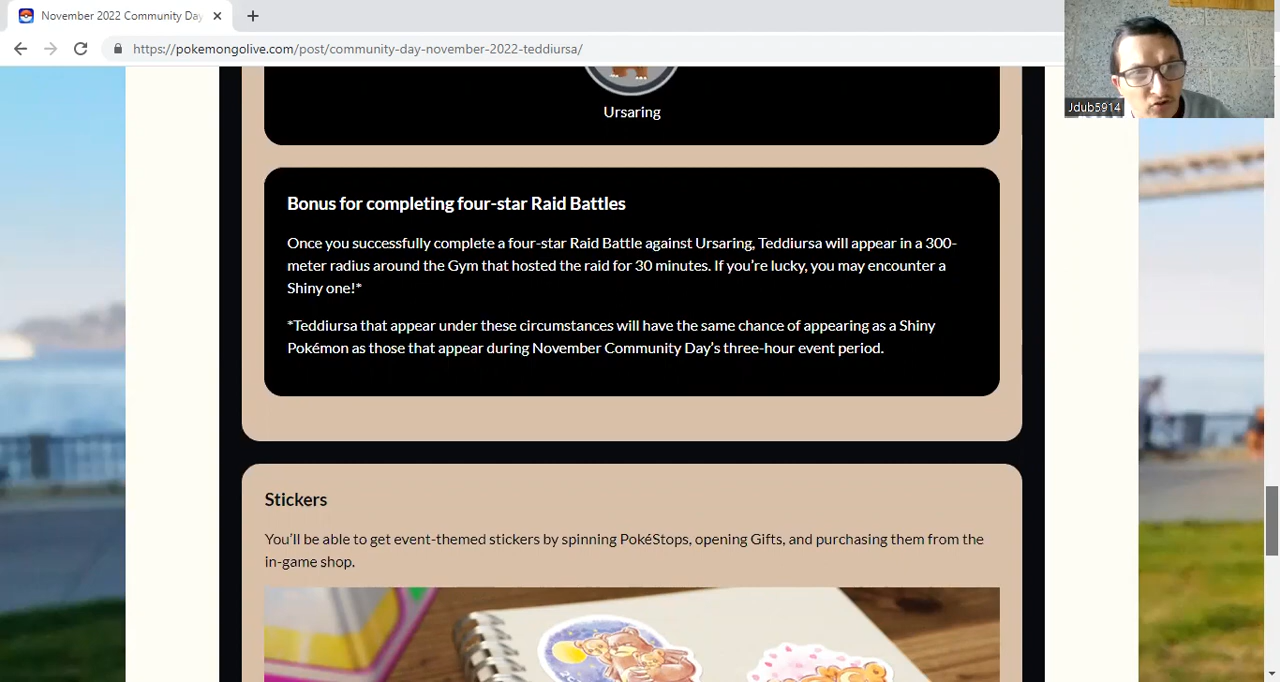 November 2022 Community Day
https://pokemongolive.com/post/community-day-november-2022-teddiursa/
Jdub5914
Ursaring
Bonus for completing four-star Raid Battles
Once you successfully complete a four-star Raid Battle against Ursaring, Teddiursa will appear in a 300-
meter radius around the Gym that hosted the raid for 30 minutes. If you’re lucky, you may encounter a
Shiny one!*
*Teddiursa that appear under these circumstances will have the same chance of appearing as a Shiny
Pokémon as those that appear during November Community Day’s three-hour event period.
Stickers
You’ll be able to get event-themed stickers by spinning PokéStops, opening Gifts, and purchasing them from the
in-game shop.